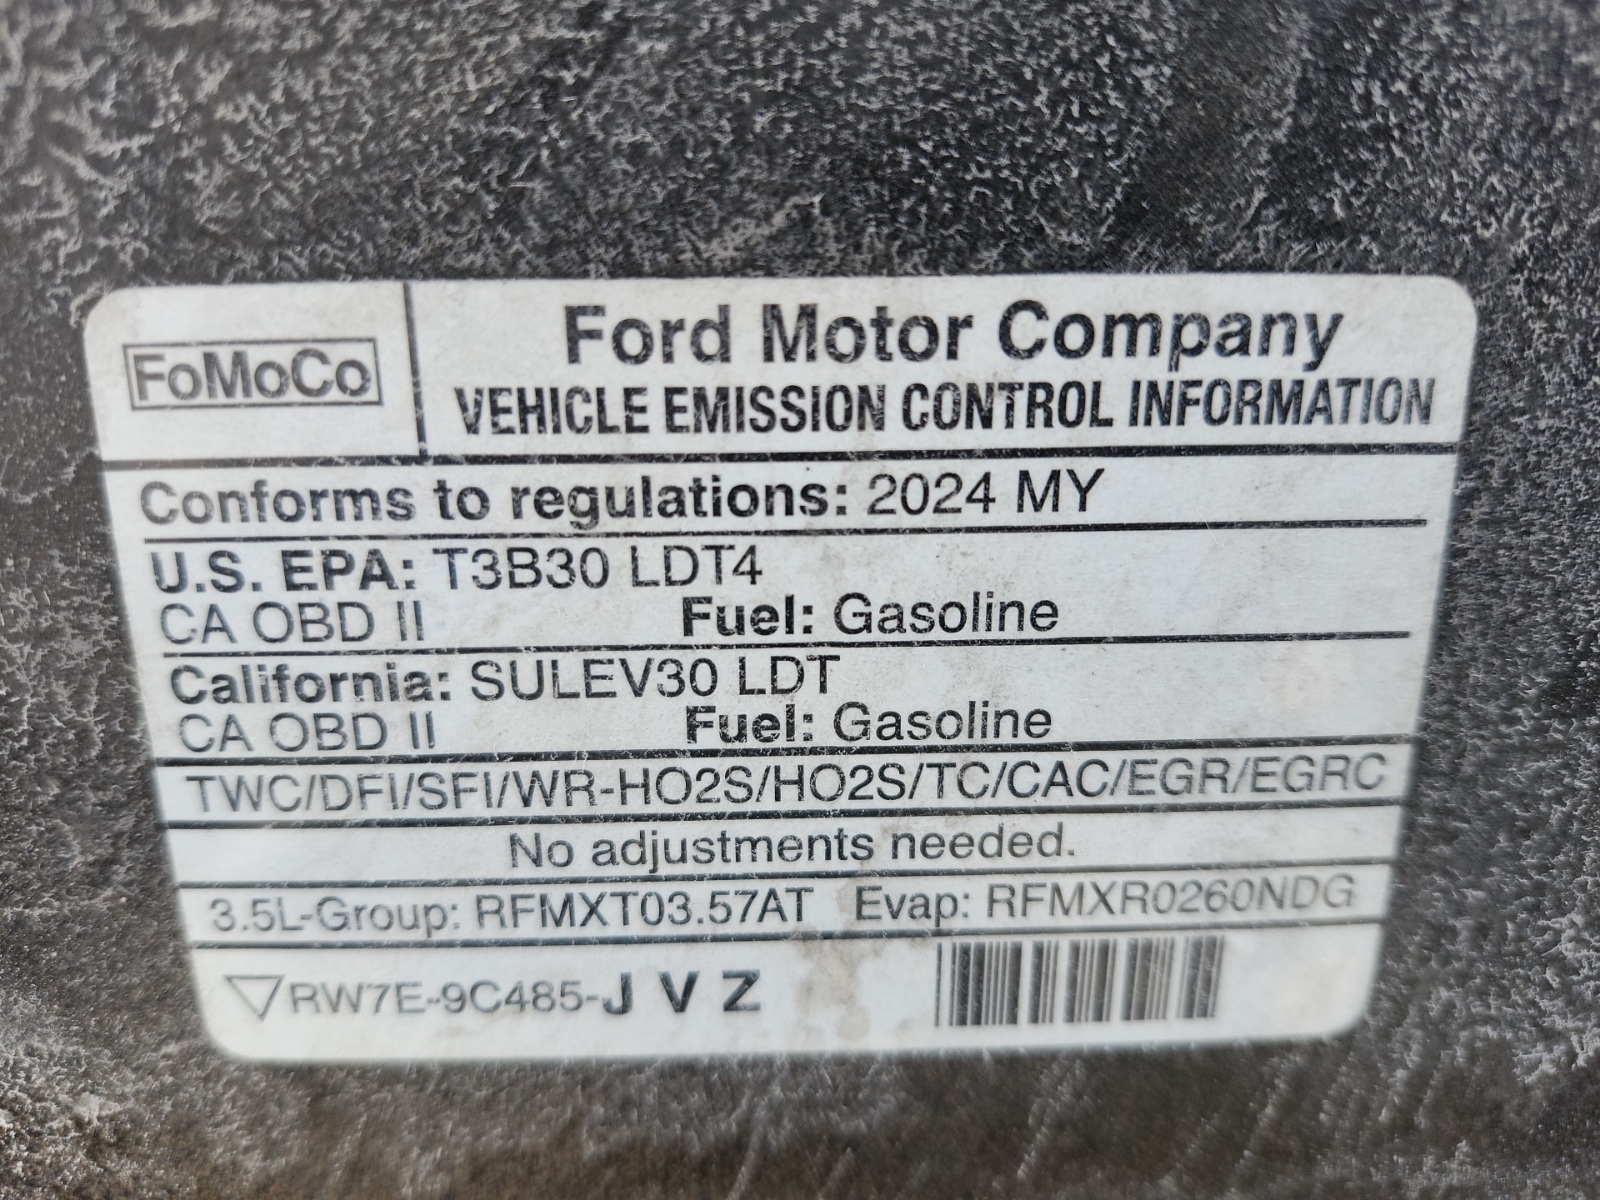 FoMoCo
Ford Motor Company
VEHICLE EMISSION CONTROL INFORMATION
Conforms to regulations: 2024 MY
U.S. EPA: T3B30 LDT4
CA OBD II Fuel: Gasoline
California: SULEV30 LDT
CA OBD II Fuel: Gasoline
TWC/DFI/SFI/WR-HO2S/HO2S/TC/CAC/EGR/EGRC
No adjustments needed.
3.5L-Group: RFMXT03.57AT Evap: RFMXR0260NDG
RW7E-9C485-J V Z